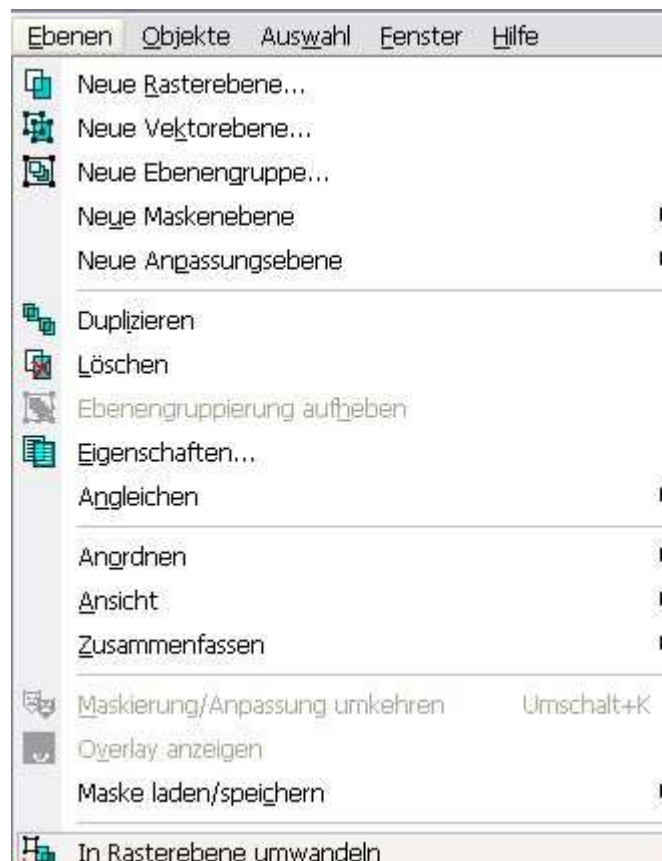 Ebenen Objekte Auswahl Fenster Hilfe
Neue Rasterebene...
Neue Vektorebene...
Neue Ebenengruppe...
Neue Maskenebene
Neue Anpassungsebene
Duplizieren
Löschen
Ebenengruppierung aufheben
Eigenschaften...
Angleichen
Anordnen
Ansicht
Zusammenfassen
Maskierung/Anpassung umkehren Umschalt+K
Overlay anzeigen
Maske laden/speichern
In Rasterebene umwandeln